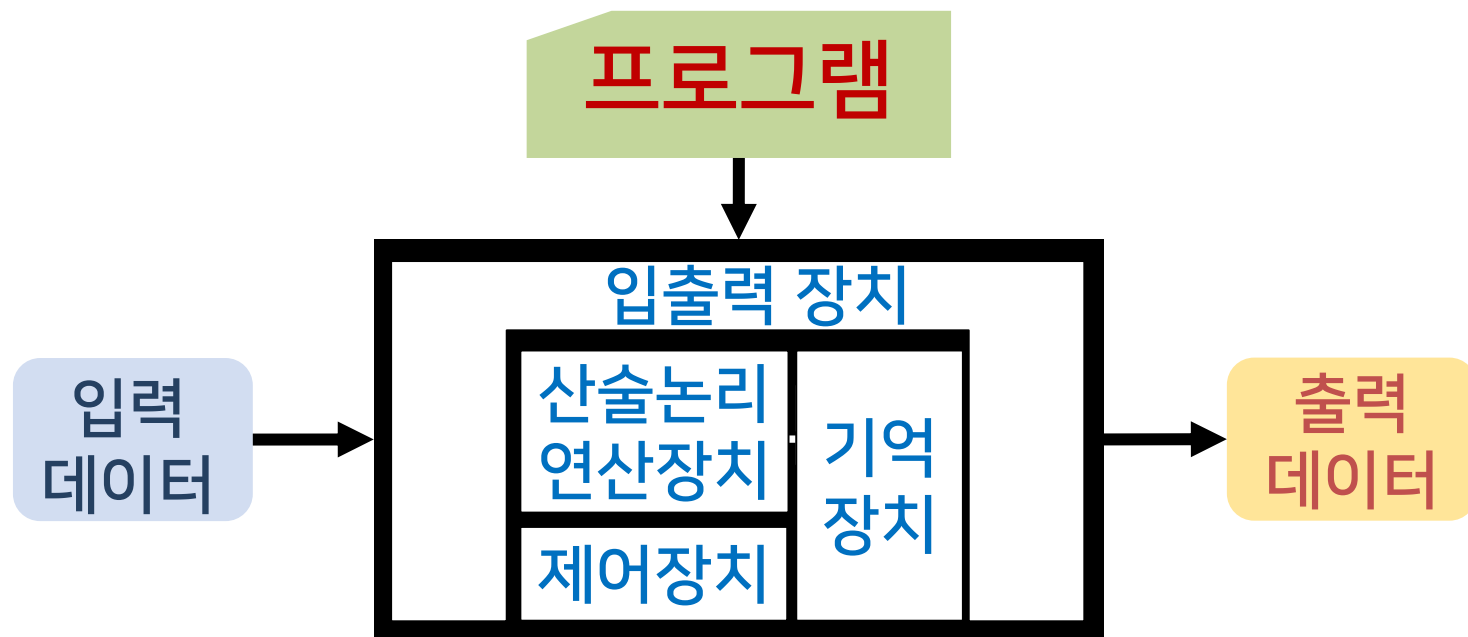 프로그램
입출력 장치
입력
데이터
산술논리
연산장치
기억
장치
제어장치
출력
데이터